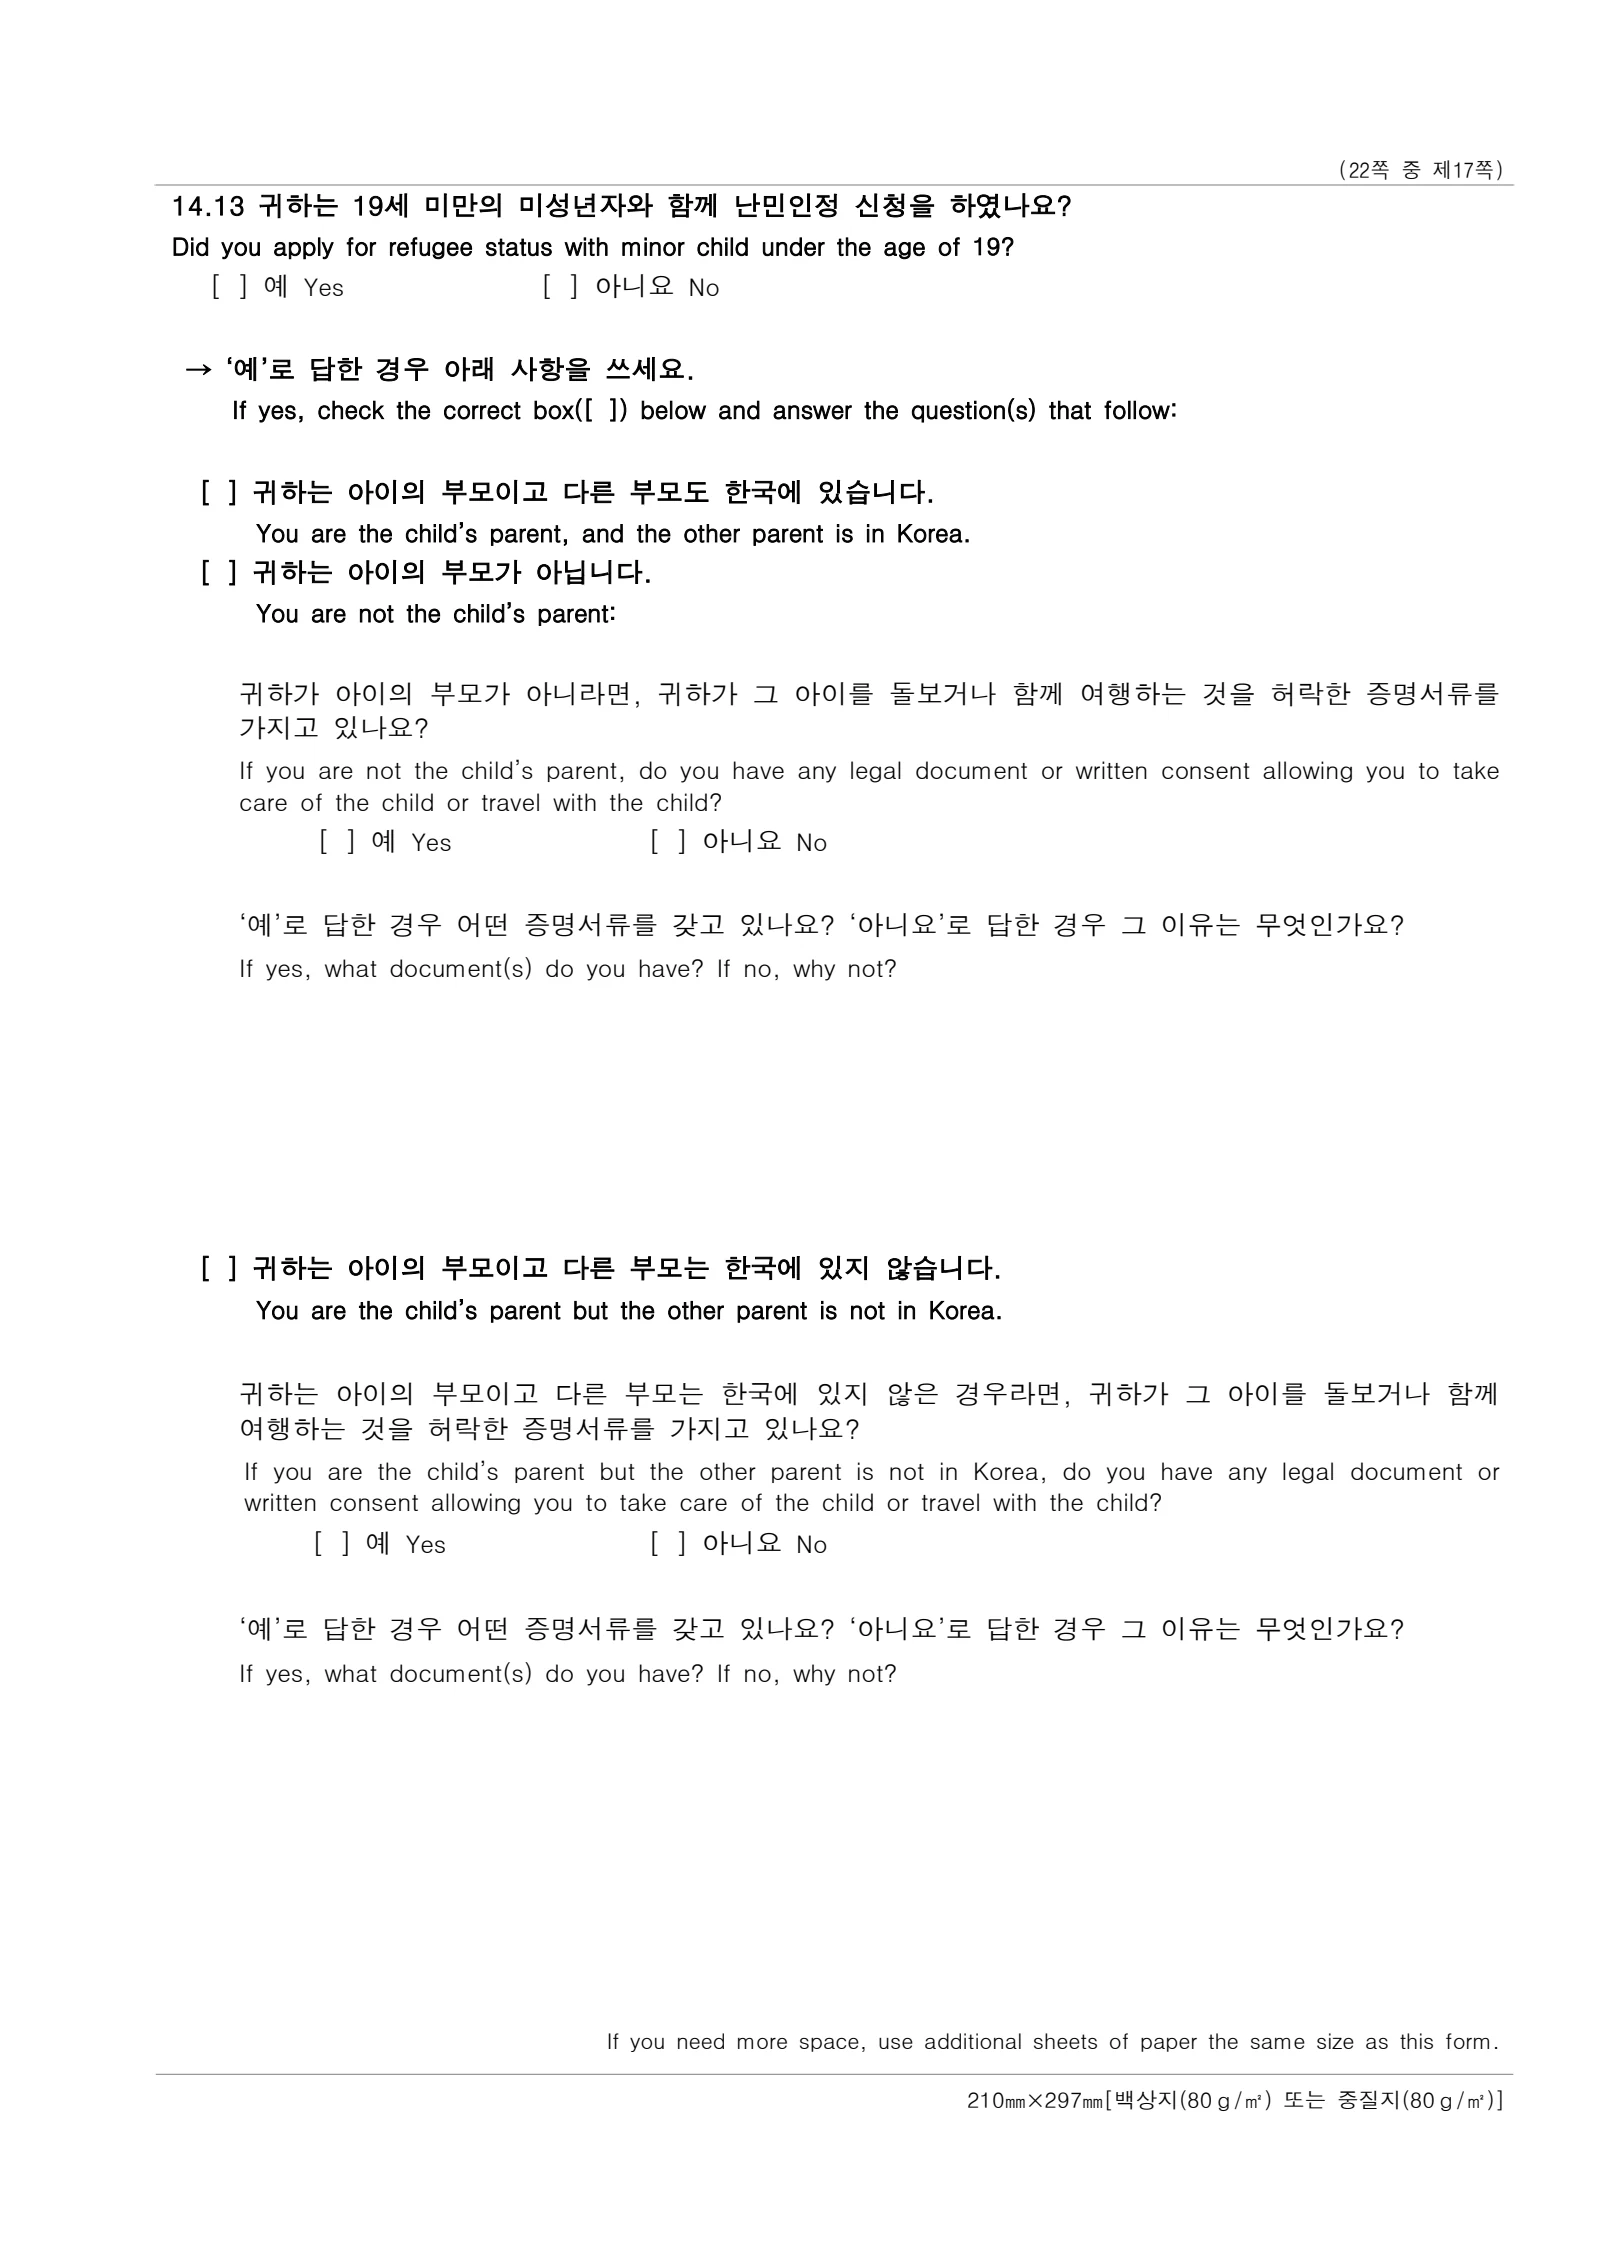 (22쪽 중 제17쪽)
14.13 귀하는 19세 미만의 미성년자와 함께 난민인정 신청을 하였나요?
Did you apply for refugee status with minor child under the age of 19?
[ ] 예 Yes [ ] 아니요 No
→ ‘예’로 답한 경우 아래 사항을 쓰세요.
If yes, check the correct box([ ]) below and answer the question(s) that follow:
[ ] 귀하는 아이의 부모이고 다른 부모도 한국에 있습니다.
You are the child’s parent, and the other parent is in Korea.
[ ] 귀하는 아이의 부모가 아닙니다.
You are not the child’s parent:
귀하가 아이의 부모가 아니라면, 귀하가 그 아이를 돌보거나 함께 여행하는 것을 허락한 증명서류를
가지고 있나요?
If you are not the child’s parent, do you have any legal document or written consent allowing you to take
care of the child or travel with the child?
[ ] 예 Yes [ ] 아니요 No
‘예’로 답한 경우 어떤 증명서류를 갖고 있나요? ‘아니요’로 답한 경우 그 이유는 무엇인가요?
If yes, what document(s) do you have? If no, why not?
[ ] 귀하는 아이의 부모이고 다른 부모는 한국에 있지 않습니다.
You are the child’s parent but the other parent is not in Korea.
귀하는 아이의 부모이고 다른 부모는 한국에 있지 않은 경우라면, 귀하가 그 아이를 돌보거나 함께
여행하는 것을 허락한 증명서류를 가지고 있나요?
If you are the child’s parent but the other parent is not in Korea, do you have any legal document or
written consent allowing you to take care of the child or travel with the child?
[ ] 예 Yes [ ] 아니요 No
‘예’로 답한 경우 어떤 증명서류를 갖고 있나요? ‘아니요’로 답한 경우 그 이유는 무엇인가요?
If yes, what document(s) do you have? If no, why not?
If you need more space, use additional sheets of paper the same size as this form.
210㎜×297㎜[백상지(80ｇ/㎡) 또는 중질지(80ｇ/㎡)]